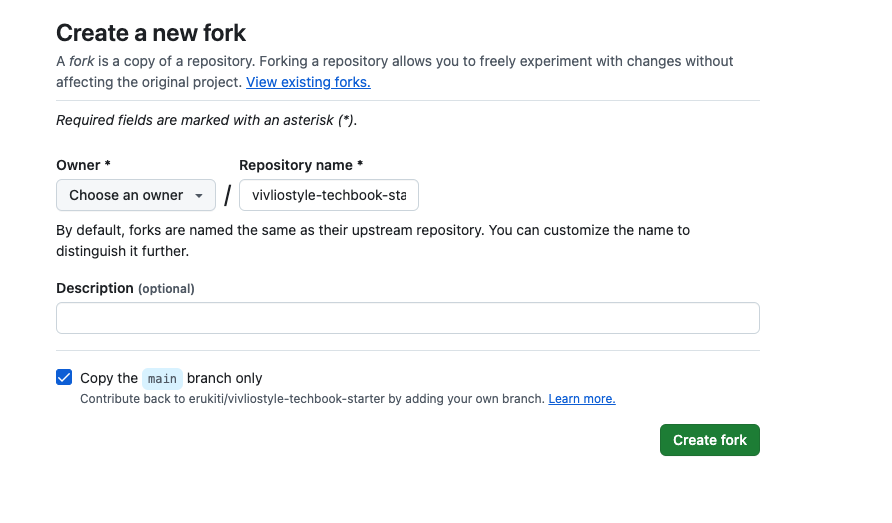 Create a new fork
A fork is a copy of a repository. Forking a repository allows you to freely experiment with changes without
affecting the original project. View existing forks.
Required fields are marked with an asterisk (*).
Owner * Repository name *
Choose an owner / vivliostyle-techbook-sta
By default, forks are named the same as their upstream repository. You can customize the name to
distinguish it further.
Description (optional)
Copy the main branch only
Contribute back to erukiti/vivliostyle-techbook-starter by adding your own branch. Learn more.
Create fork